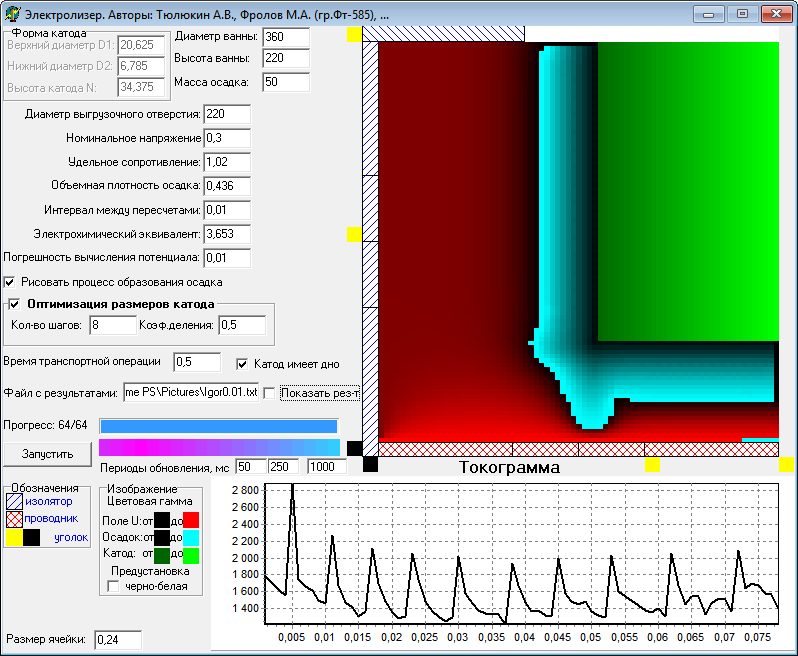 Электролизер. Авторы: Тюлюкин А.В., Фролов М.А. (гр.Фт-585), ...
Форма катода
Верхний диаметр D1: 20,625
Нижний диаметр D2: 6,785
Высота катода N: 34,375
Диаметр ванны: 360
Высота ванны: 220
Масса осадка: 50
Диаметр выгрузочного отверстия: 220
Номинальное напряжение 0,3
Удельное сопротивление: 1,02
Объемная плотность осадка: 0,436
Интервал между пересчетами: 0,01
Электрохимический эквивалент: 3,653
Погрешность вычисления потенциала: 0,01
Рисовать процесс образования осадка
Оптимизация размеров катода
Кол-во шагов: 8 Коэф.деления: 0,5
Время транспортной операции 0,5 Катод имеет дно
Файл с результатами: me PS\Pictures\Igor0.01.txt Показать рез-т
Прогресс: 64/64
Запустить
Периоды обновления, мс 50 250 1000
Обозначения
изолятор
проводник
уголок
Изображение
Цветовая гамма
Поле U: от до
Осадок: от до
Катод: от до
Предустановка
черно-белая
Размер ячейки: 0,24
Токограмма
2 800
2 600
2 400
2 200
2 000
1 800
1 600
1 400
0,005 0,01 0,015 0,02 0,025 0,03 0,035 0,04 0,045 0,05 0,055 0,06 0,065 0,07 0,075